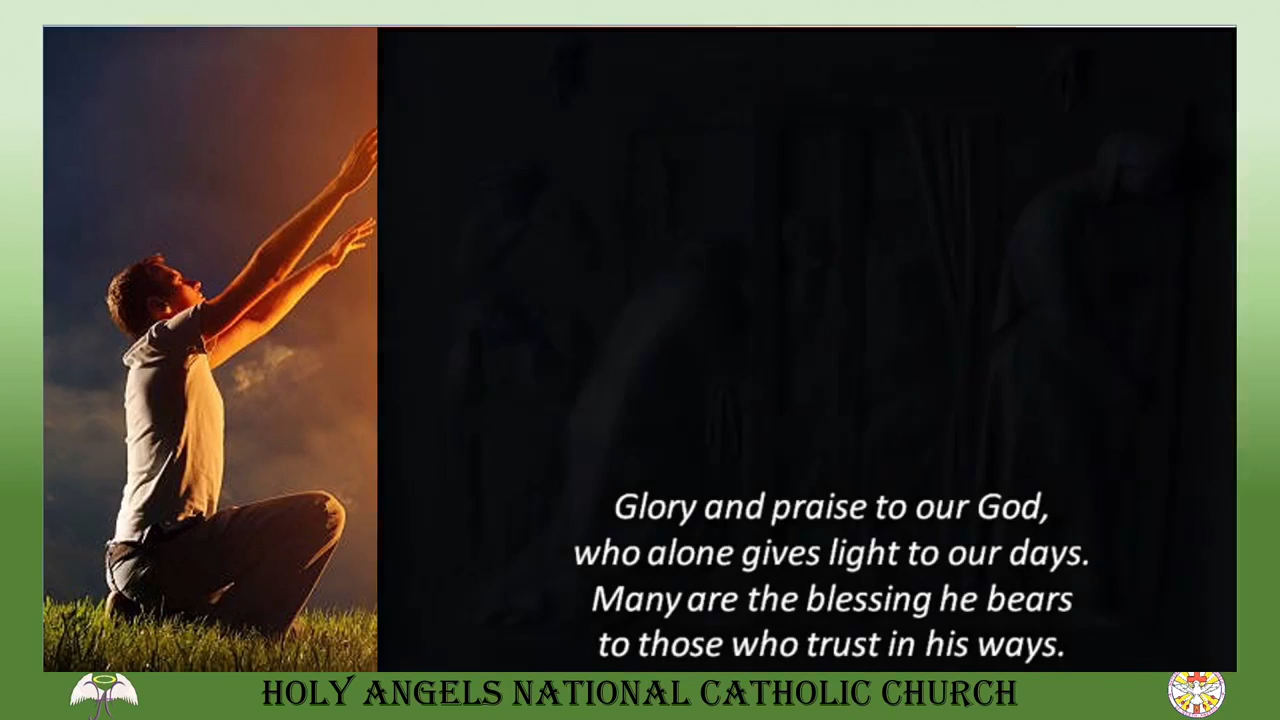 Glory and praise to our God,
who alone gives light to our days.
Many are the blessing he bears
to those who trust in his ways.
HOLY ANGELS NATIONAL CATHOLIC CHURCH